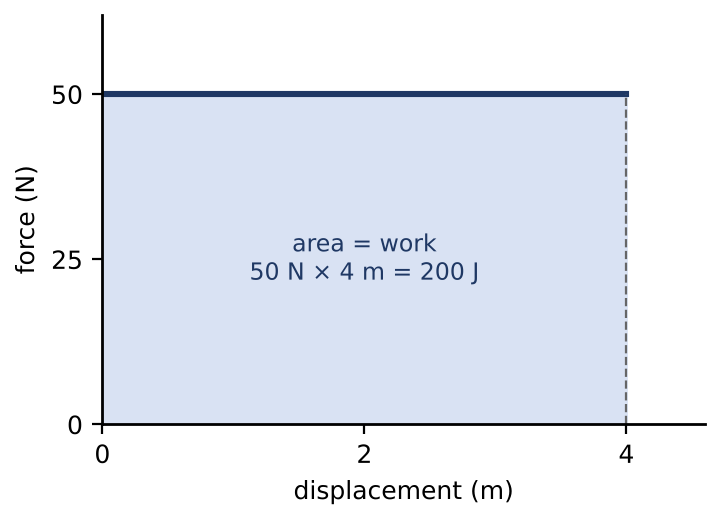 50
force (N)
25
area = work
50 N × 4 m = 200 J
0
0 2 4
displacement (m)